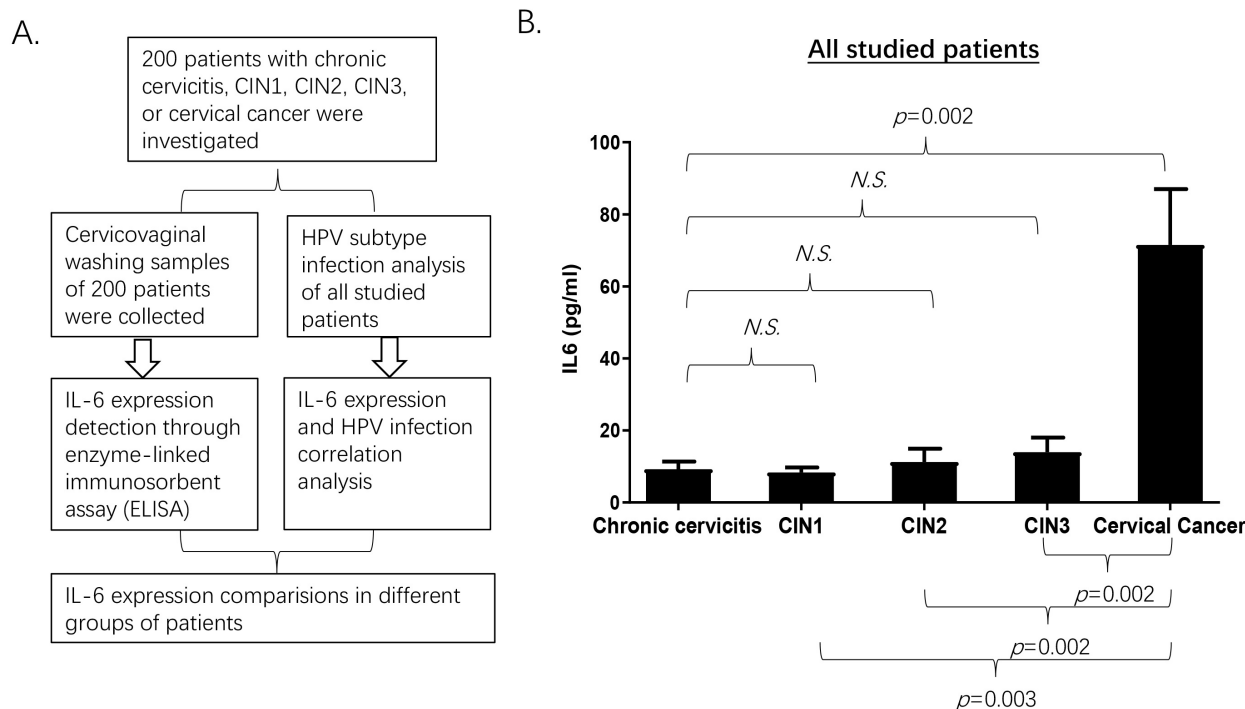 A.
200 patients with chronic
cervicitis, CIN1, CIN2, CIN3,
or cervical cancer were
investigated
Cervicovaginal
washing samples
of 200 patients
were collected
HPV subtype
infection analysis
of all studied
patients
IL-6 expression
detection through
enzyme-linked
immunosorbent
assay (ELISA)
IL-6 expression
and HPV infection
correlation
analysis
IL-6 expression comparisions in different
groups of patients
B.
All studied patients
p=0.002
N.S.
N.S.
N.S.
IL6 (pg/ml)
100
80
60
40
20
0
Chronic cervicitis CIN1 CIN2 CIN3 Cervical Cancer
p=0.002
p=0.002
p=0.003